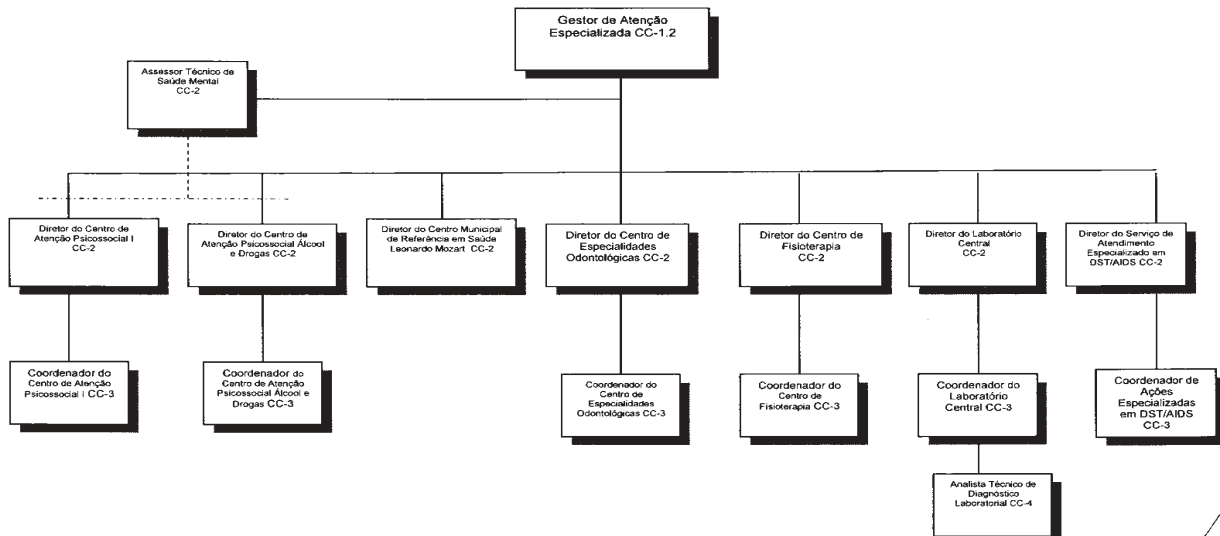 Gestor de Atenção
Especializada CC-1.2
Assessor Técnico de
Saúde Mental
CC-2
Diretor do Centro de
Atenção Psicossocial I
CC-2
Diretor do Centro de
Atenção Psicossocial Álcool
e Drogas CC-2
Diretor do Centro Municipal
de Referência em Saúde
Leonardo Mozart CC-2
Diretor do Centro de
Especialidades
Odontológicas CC-2
Diretor do Centro de
Fisioterapia
CC-2
Diretor do Laboratório
Central
CC-2
Diretor do Serviço de
Atendimento
Especializado em
DST/AIDS CC-2
Coordenador do
Centro de Atenção
Psicossocial I CC-3
Coordenador do
Centro de Atenção
Psicossocial Álcool e
Drogas CC-3
Coordenador do
Centro de
Especialidades
Odontológicas CC-3
Coordenador do
Centro de
Fisioterapia CC-3
Coordenador do
Laboratório
Central CC-3
Coordenador de
Ações
Especializadas
em DST/AIDS
CC-3
Analista Técnico de
Diagnóstico
Laboratorial CC-4